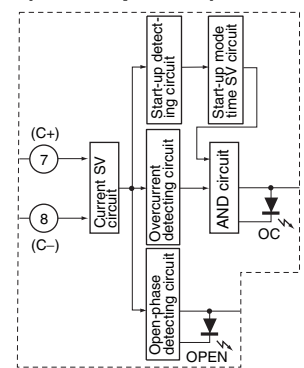 Start-up detect-
ing circuit
Start-up mode
time SV circuit
(C+)
7
8
(C–)
Current SV
circuit
Overcurrent
detecting circuit
AND circuit
OC
Open-phase
detecting circuit
OPEN